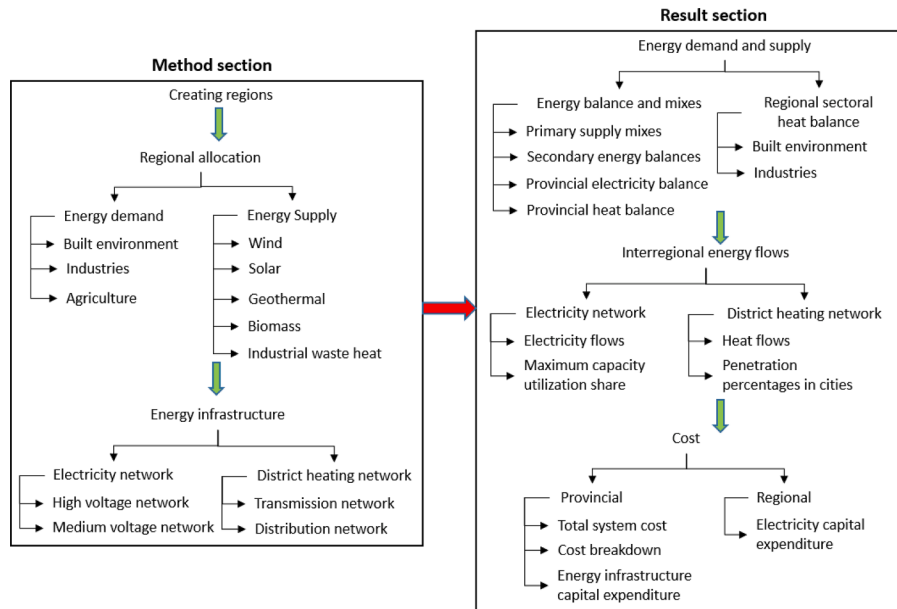 Method section
Creating regions
Regional allocation
Energy demand
Built environment
Industries
Agriculture
Energy Supply
Wind
Solar
Geothermal
Biomass
Industrial waste heat
Energy infrastructure
Electricity network
High voltage network
Medium voltage network
District heating network
Transmission network
Distribution network
Result section
Energy demand and supply
Energy balance and mixes
Primary supply mixes
Secondary energy balances
Provincial electricity balance
Provincial heat balance
Regional sectoral
heat balance
Built environment
Industries
Interregional energy flows
Electricity network
Electricity flows
Maximum capacity
utilization share
District heating network
Heat flows
Penetration
percentages in cities
Cost
Provincial
Total system cost
Cost breakdown
Energy infrastructure
capital expenditure
Regional
Electricity capital
expenditure